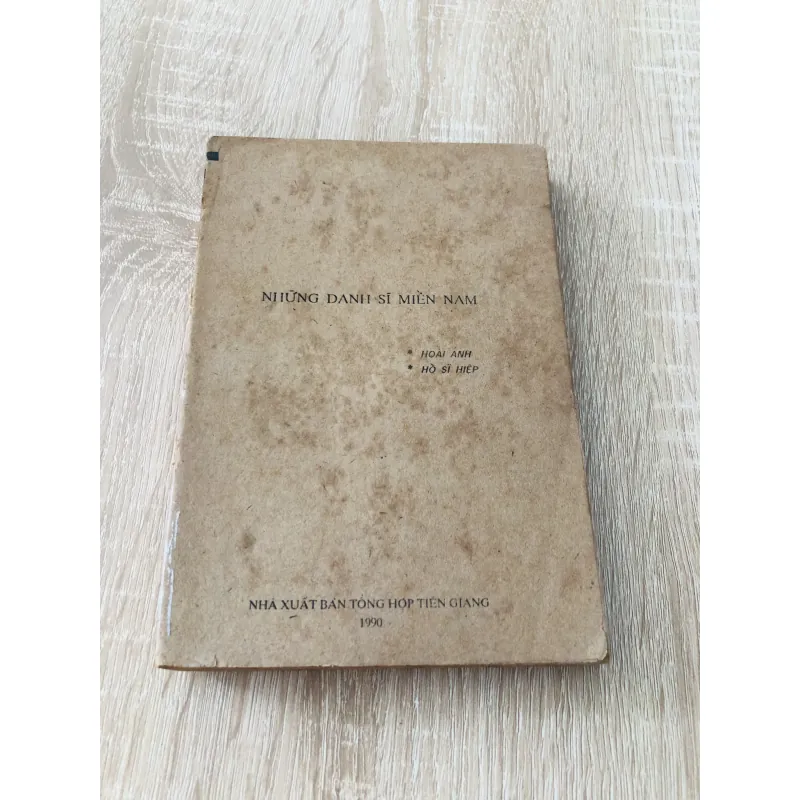 NHỮNG DANH SĨ MIỀN NAM
* HOÀI ANH
* HỒ SĨ HIỆP
NHÀ XUẤT BẢN TỔNG HỢP TIỀN GIANG
1990